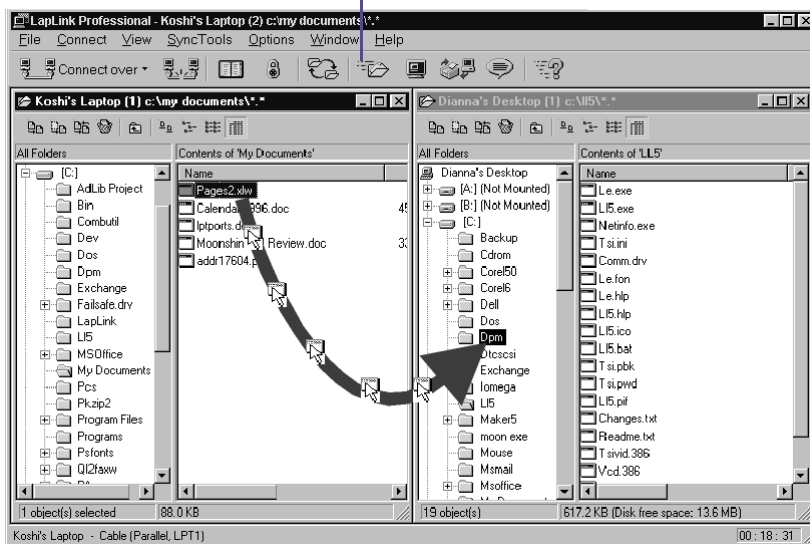 LapLink Professional - Koshi's Laptop (2) c:\my documents\*.*
File Connect View SyncTools Options Window Help
Connect over
Koshi's Laptop (1) c:\my documents\*.*
All Folders
Contents of 'My Documents'
[C:]
AdLib Project
Bin
Combutil
Dev
Dos
Dpm
Exchange
Failsafe.drv
LapLink
Ll5
MSOffice
My Documents
Pcs
Pkzip2
Program Files
Programs
Psfonts
Ql2faxw
Name
Pages2.xlw
45
Moonshin Review.doc
33
1 object(s) selected
88.0 KB
Dianna's Desktop (1) c:\ll5\*.*
All Folders
Contents of 'LL5'
Dianna's Desktop
[A:] (Not Mounted)
[B:] (Not Mounted)
[C:]
Backup
Cdrom
Corel50
Corel6
Dell
Dos
Dpm
Dtcscsi
Exchange
Iomega
LL5
Maker5
moon exe
Mouse
Msmail
Msoffice
Name
Le.exe
Ll5.exe
Netinfo.exe
Tsi.ini
Comm.drv
Le.fon
Le.hlp
Ll5.hlp
Ll5.ico
Ll5.bat
Tsi.pbk
Tsi.pwd
Ll5.pif
Changes.txt
Readme.txt
Tsivid.386
Vcd.386
19 object(s)
617.2 KB (Disk free space: 13.6 MB)
Koshi's Laptop - Cable (Parallel, LPT1)
00:18:31